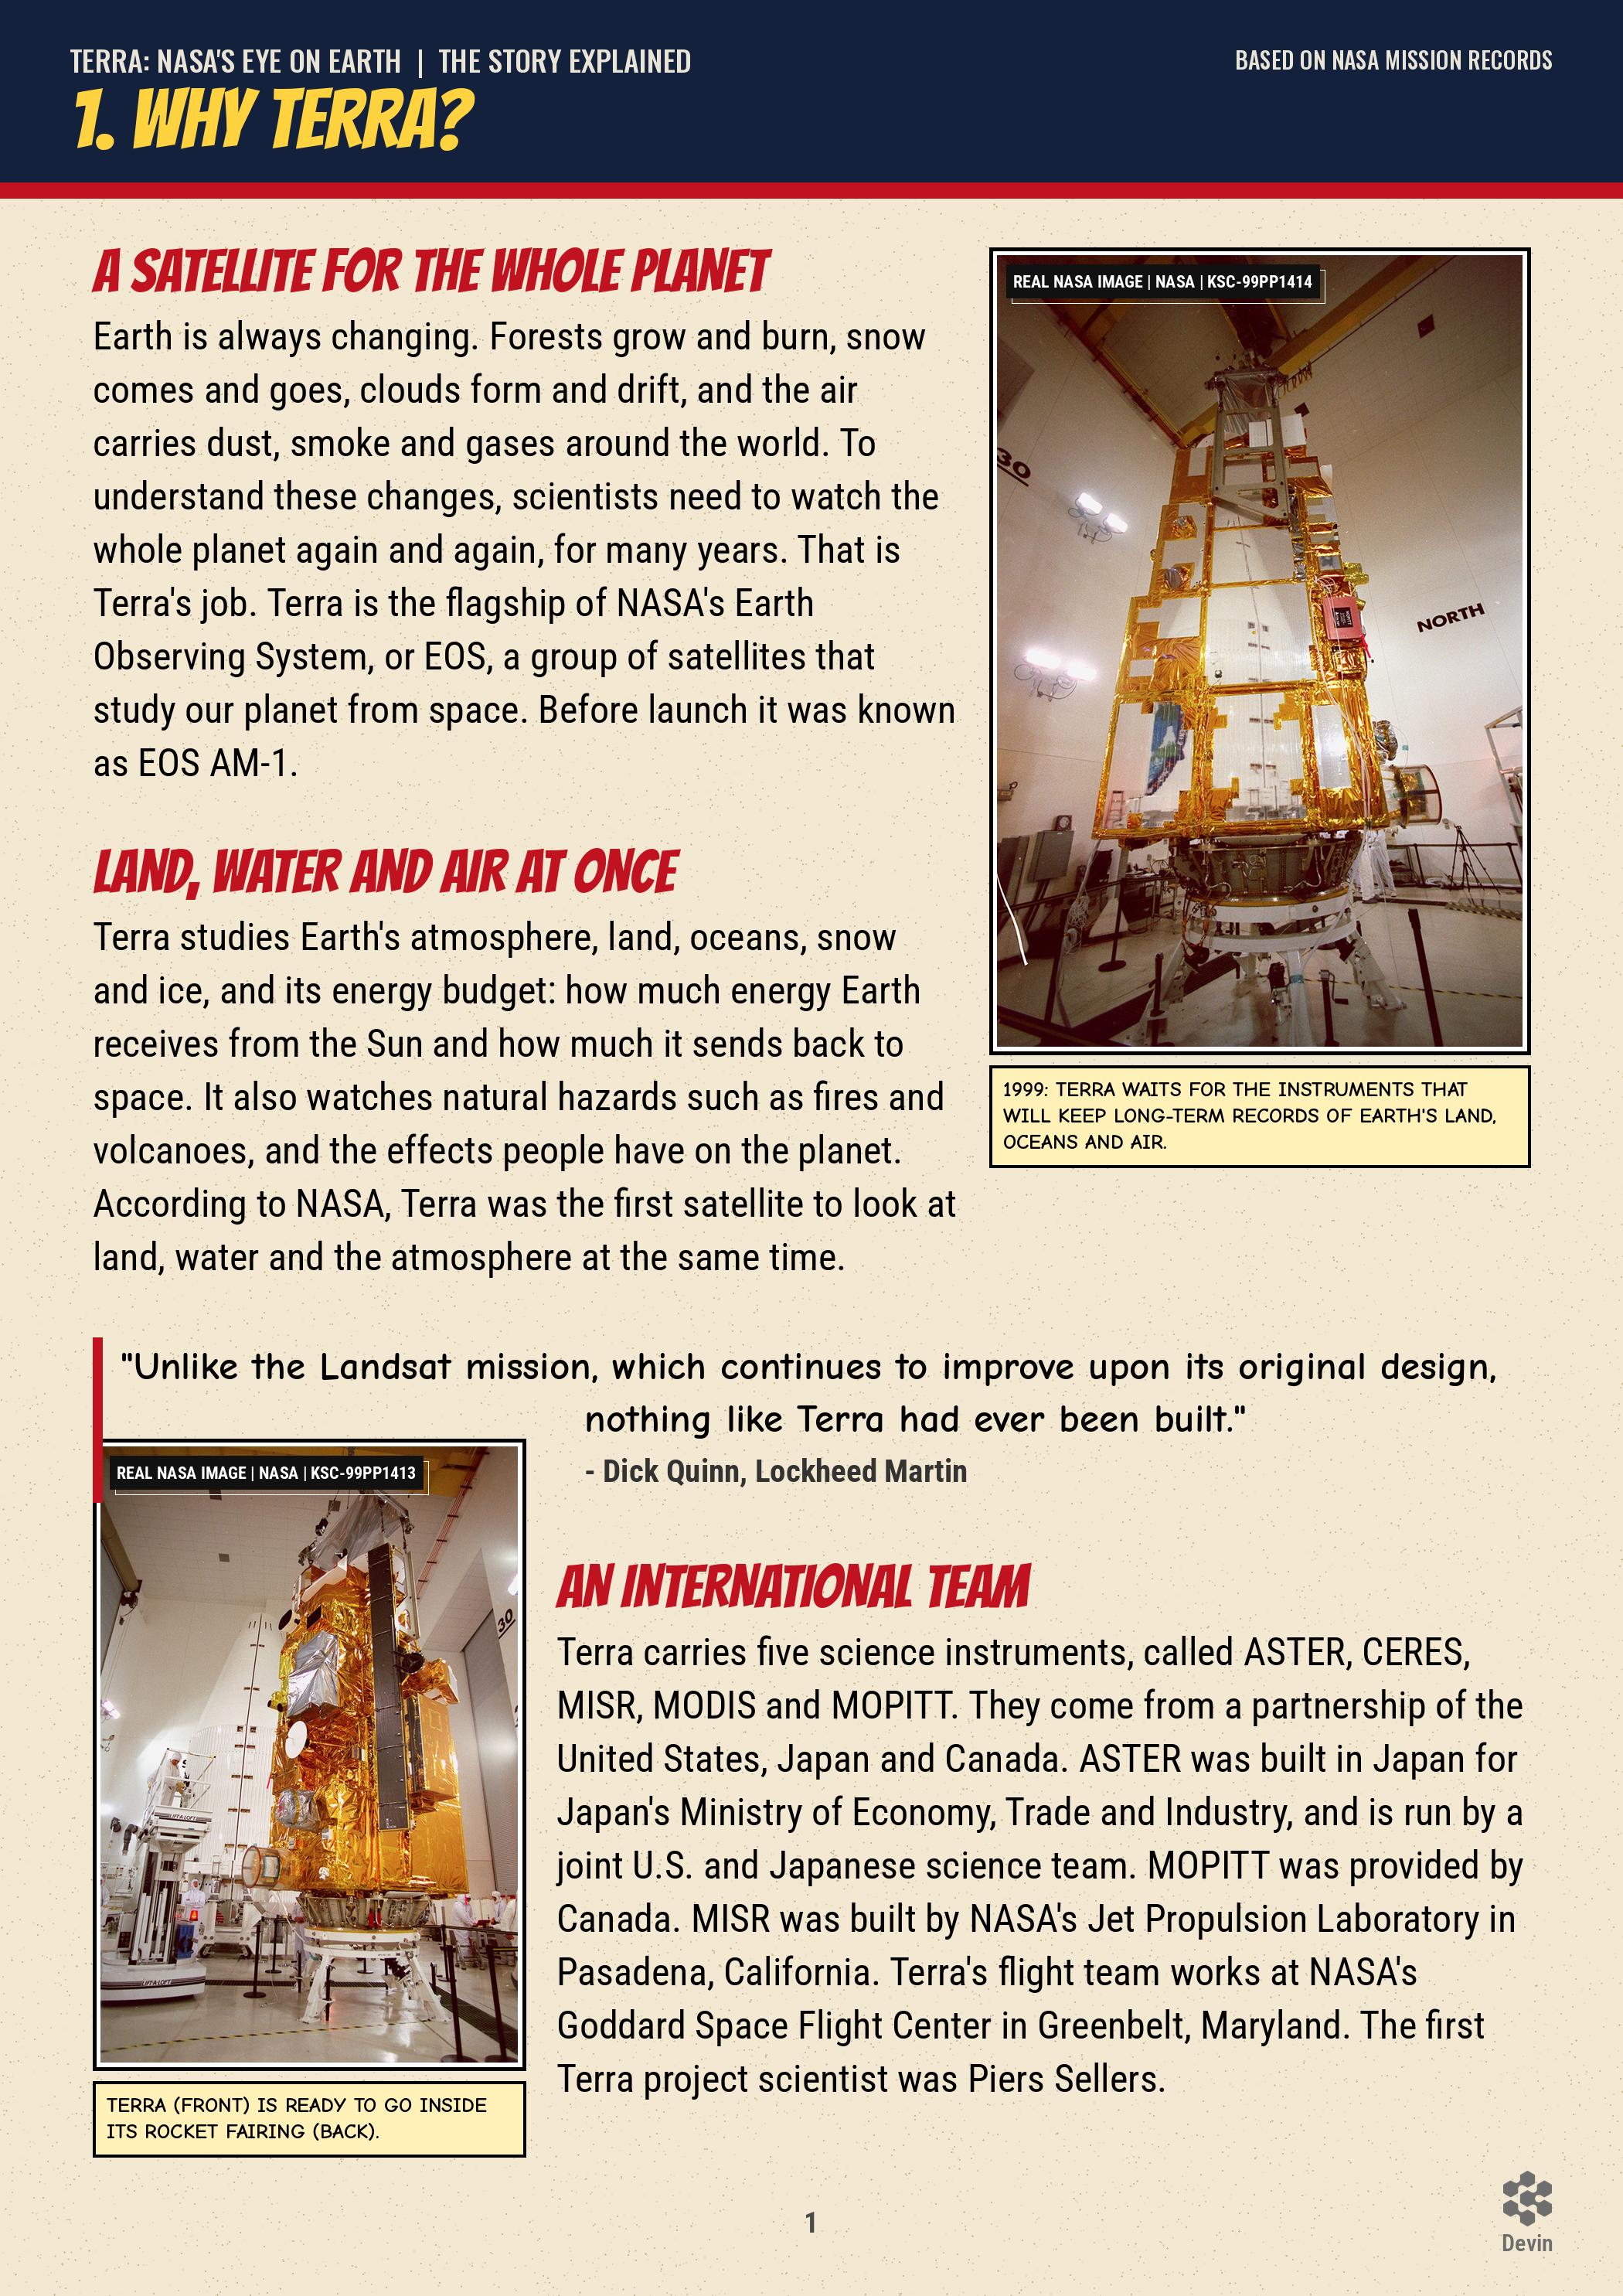 TERRA: NASA'S EYE ON EARTH | THE STORY EXPLAINED
BASED ON NASA MISSION RECORDS
1. WHY TERRA?
A SATELLITE FOR THE WHOLE PLANET
Earth is always changing. Forests grow and burn, snow
comes and goes, clouds form and drift, and the air
carries dust, smoke and gases around the world. To
understand these changes, scientists need to watch the
whole planet again and again, for many years. That is
Terra's job. Terra is the flagship of NASA's Earth
Observing System, or EOS, a group of satellites that
study our planet from space. Before launch it was known
as EOS AM-1.
LAND, WATER AND AIR AT ONCE
Terra studies Earth's atmosphere, land, oceans, snow
and ice, and its energy budget: how much energy Earth
receives from the Sun and how much it sends back to
space. It also watches natural hazards such as fires and
volcanoes, and the effects people have on the planet.
According to NASA, Terra was the first satellite to look at
land, water and the atmosphere at the same time.
REAL NASA IMAGE | NASA | KSC-99PP1414
30
NORTH
1999: TERRA WAITS FOR THE INSTRUMENTS THAT
WILL KEEP LONG-TERM RECORDS OF EARTH'S LAND,
OCEANS AND AIR.
"Unlike the Landsat mission, which continues to improve upon its original design,
nothing like Terra had ever been built."
- Dick Quinn, Lockheed Martin
REAL NASA IMAGE | NASA | KSC-99PP1413
30
TERRA (FRONT) IS READY TO GO INSIDE
ITS ROCKET FAIRING (BACK).
AN INTERNATIONAL TEAM
Terra carries five science instruments, called ASTER, CERES,
MISR, MODIS and MOPITT. They come from a partnership of the
United States, Japan and Canada. ASTER was built in Japan for
Japan's Ministry of Economy, Trade and Industry, and is run by a
joint U.S. and Japanese science team. MOPITT was provided by
Canada. MISR was built by NASA's Jet Propulsion Laboratory in
Pasadena, California. Terra's flight team works at NASA's
Goddard Space Flight Center in Greenbelt, Maryland. The first
Terra project scientist was Piers Sellers.
1
Devin